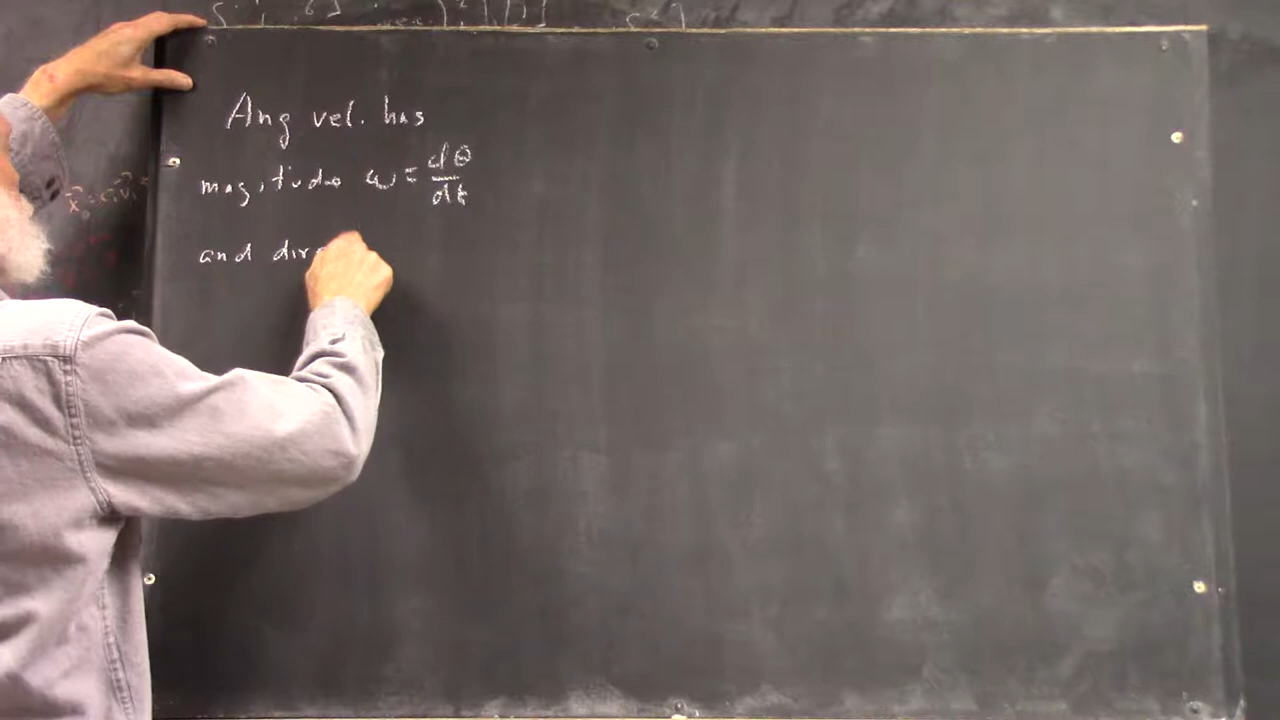 Ang vel. has
magnitude ω = dθ/dt
and dire